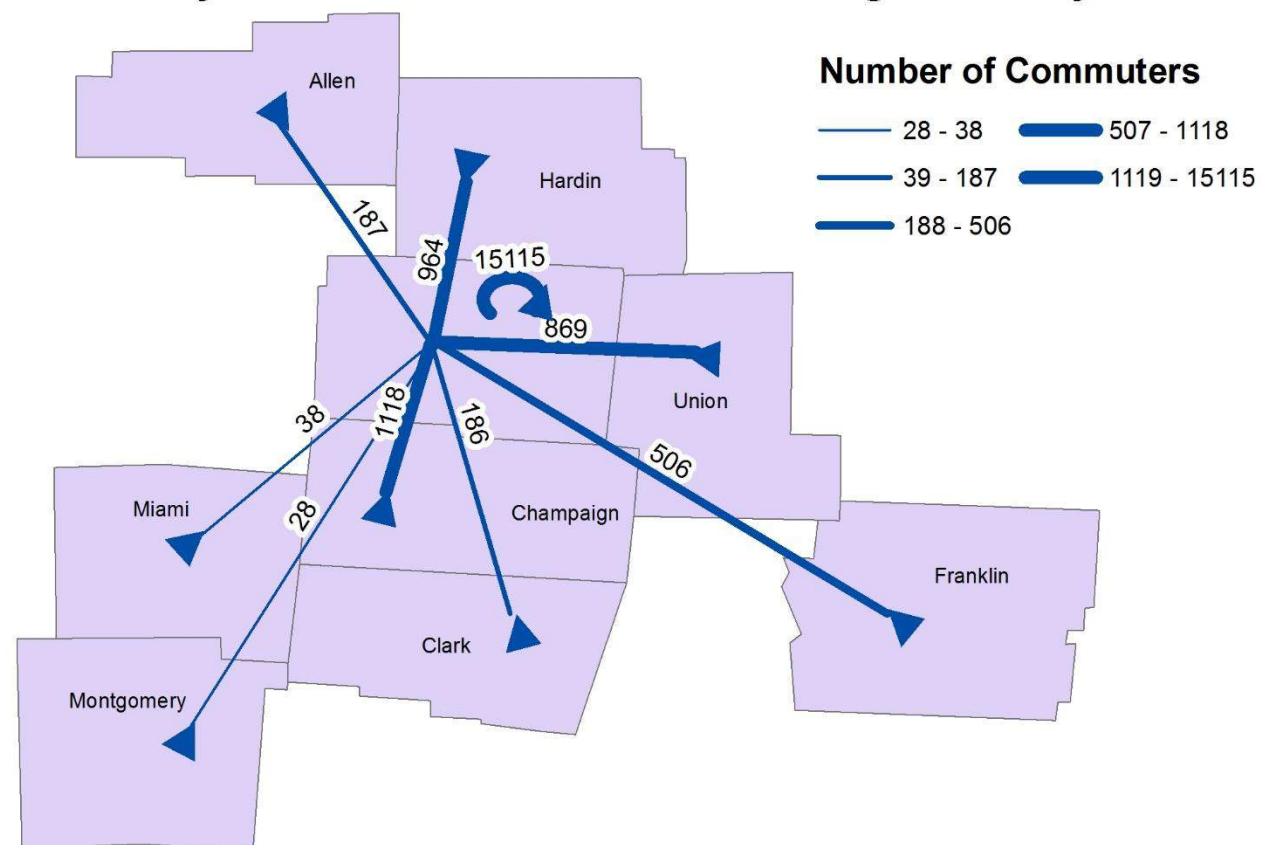 Number of Commuters
28 - 38
507 - 1118
39 - 187
1119 - 15115
188 - 506
Allen
Hardin
187
964
15115
869
Union
38
1118
186
506
Miami
28
Champaign
Franklin
Clark
Montgomery